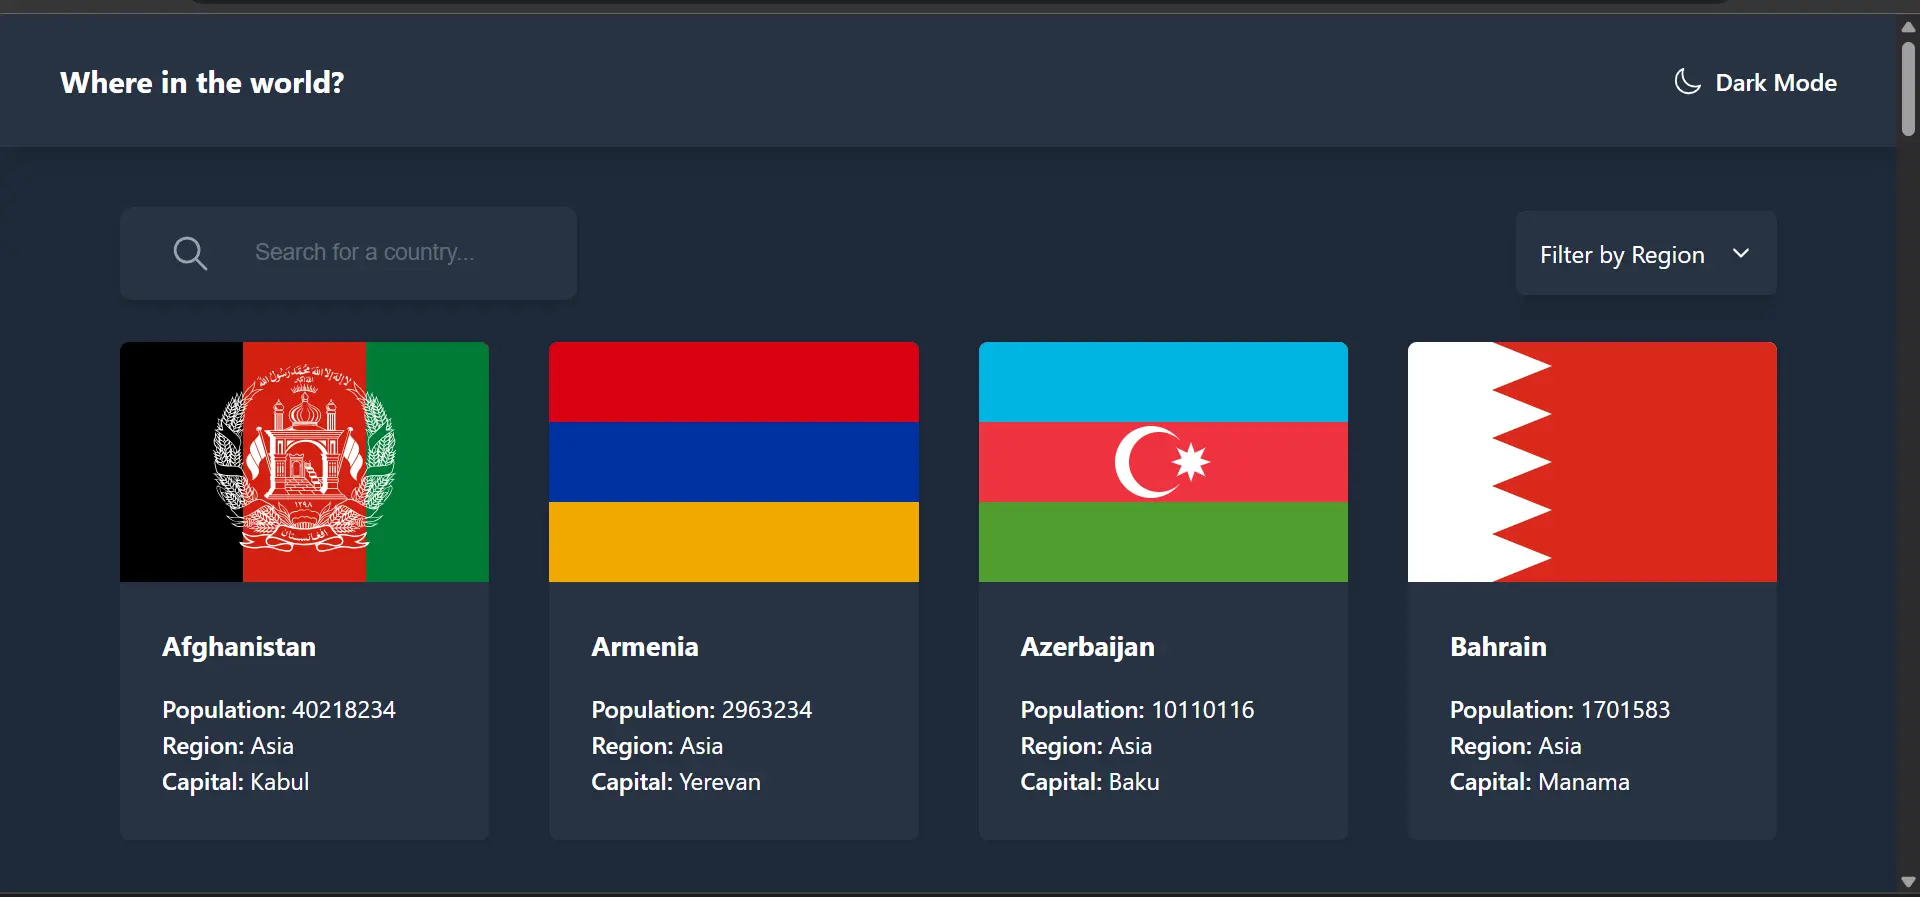 Where in the world?
Dark Mode
Search for a country...
Filter by Region
Afghanistan
Population: 40218234
Region: Asia
Capital: Kabul
Armenia
Population: 2963234
Region: Asia
Capital: Yerevan
Azerbaijan
Population: 10110116
Region: Asia
Capital: Baku
Bahrain
Population: 1701583
Region: Asia
Capital: Manama